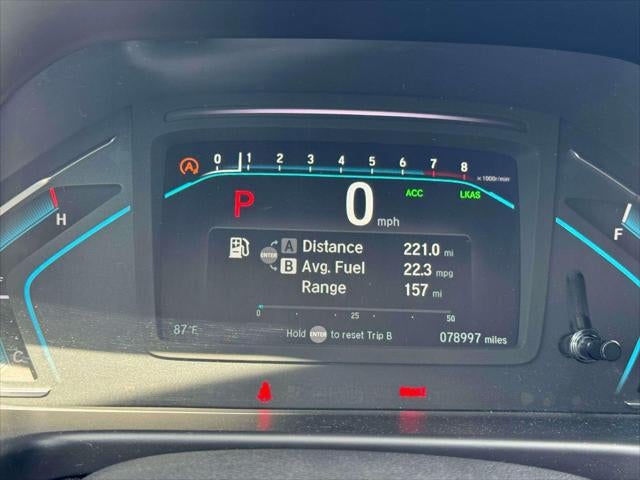 0 1 2 3 4 5 6 7 8 x 1000r/min
P 0 mph ACC LKAS
H F
A Distance 221.0 mi
ENTER
B Avg. Fuel 22.3 mpg
Range 157 mi
0 25 50
C
87°F Hold ENTER to reset Trip B 078997 miles